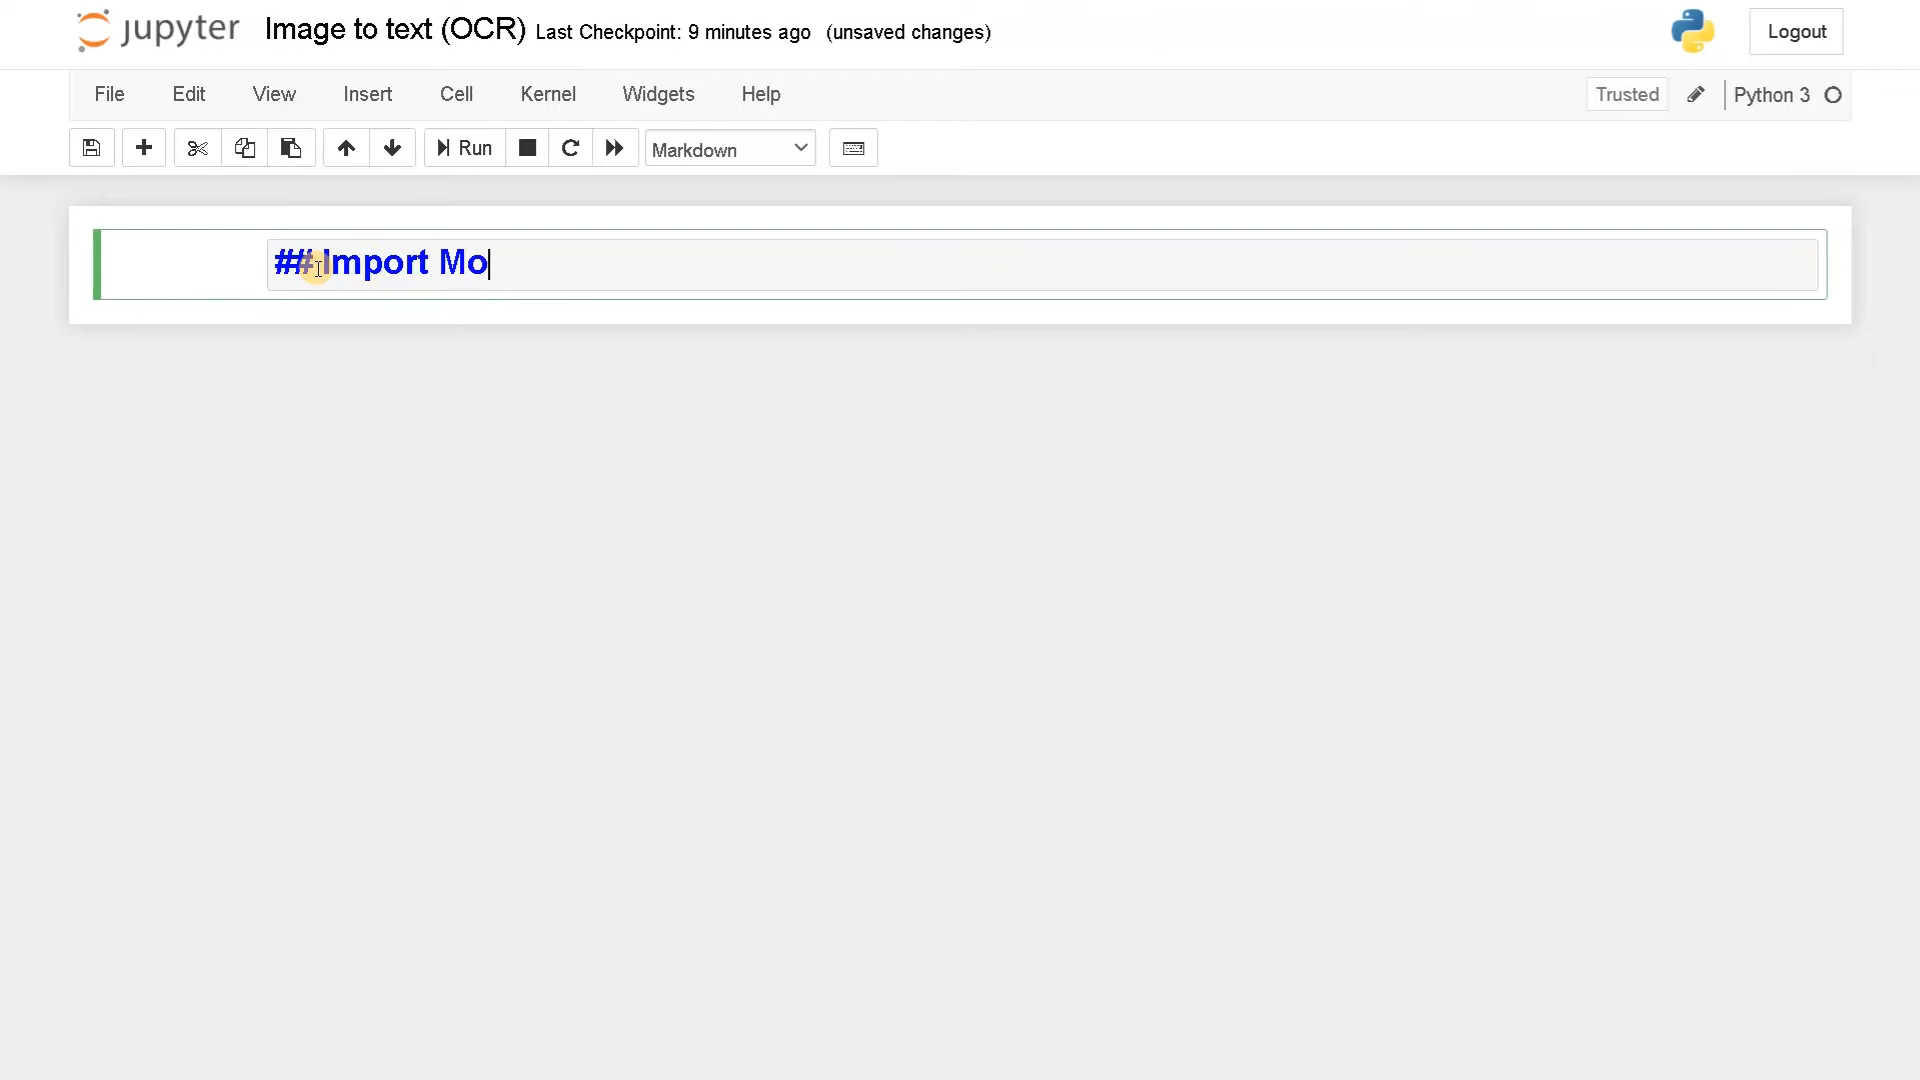 jupyter Image to text (OCR) Last Checkpoint: 9 minutes ago (unsaved changes) Logout
File Edit View Insert Cell Kernel Widgets Help Trusted Python 3
Run Markdown
## Import Mo